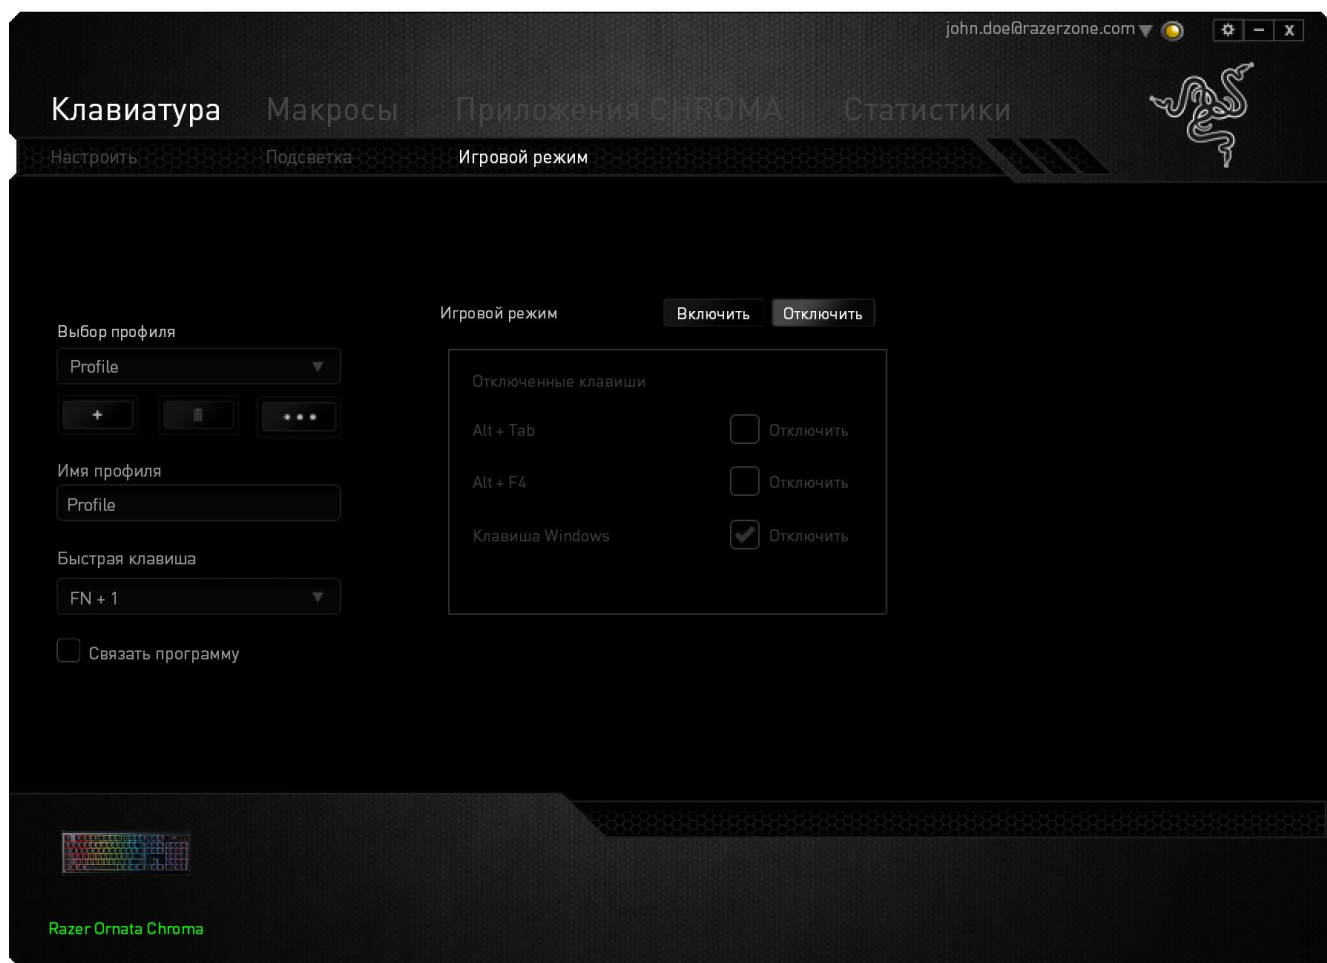 john.doe@razerzone.com
Клавиатура Макросы Приложения CHROMA Статистики
Настроить Подсветка Игровой режим
Выбор профиля
Profile
Имя профиля
Profile
Быстрая клавиша
FN + 1
Связать программу
Игровой режим Включить Отключить
Отключенные клавиши
Alt + Tab Отключить
Alt + F4 Отключить
Клавиша Windows Отключить
Razer Ornata Chroma